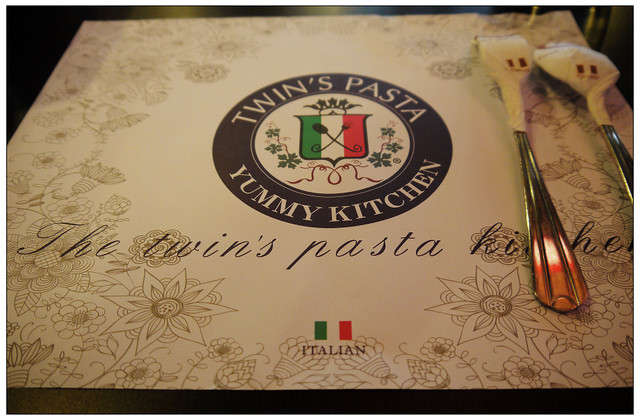 TWIN'S PASTA
YUMMY KITCHEN
®
The twin's pasta
ITALIAN